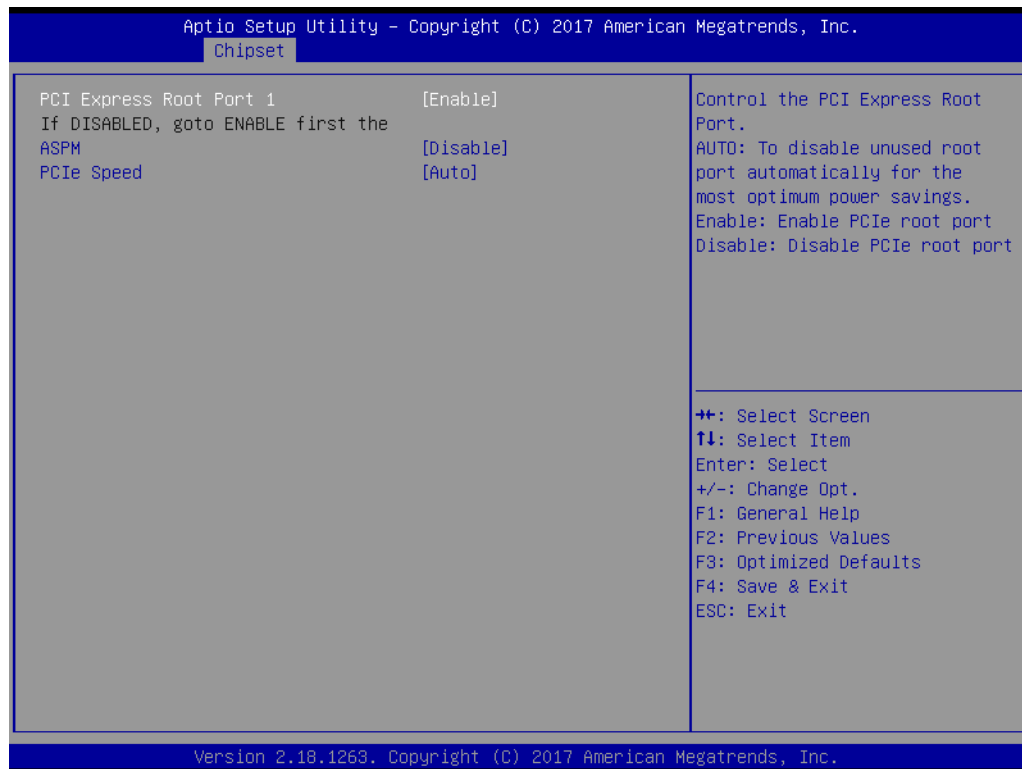 Aptio Setup Utility – Copyright (C) 2017 American Megatrends, Inc.
Chipset
PCI Express Root Port 1 [Enable]
If DISABLED, goto ENABLE first the
ASPM [Disable]
PCIe Speed [Auto]
Control the PCI Express Root
Port.
AUTO: To disable unused root
port automatically for the
most optimum power savings.
Enable: Enable PCIe root port
Disable: Disable PCIe root port
→←: Select Screen
↑↓: Select Item
Enter: Select
+/-: Change Opt.
F1: General Help
F2: Previous Values
F3: Optimized Defaults
F4: Save & Exit
ESC: Exit
Version 2.18.1263. Copyright (C) 2017 American Megatrends, Inc.